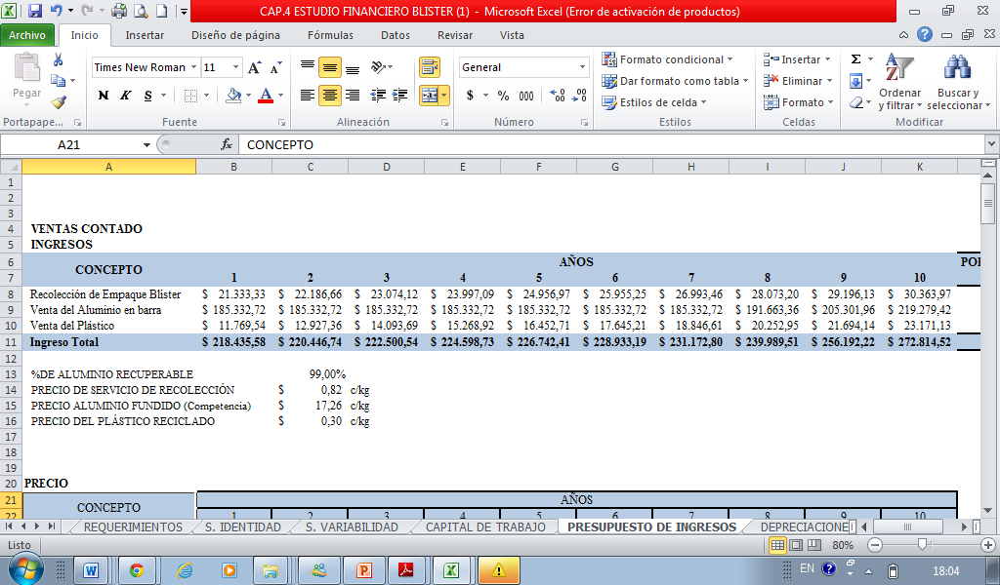 CAP.4 ESTUDIO FINANCIERO BLISTER (1) - Microsoft Excel (Error de activación de productos)
Archivo Inicio Insertar Diseño de página Fórmulas Datos Revisar Vista
Pegar Times New Roman 11 General Formato condicional Insertar
Dar formato como tabla Eliminar
N K S $ % 000 Estilos de celda Formato Ordenar y filtrar Buscar y seleccionar
Portapape... Fuente Alineación Número Estilos Celdas Modificar
A21 fx CONCEPTO
A B C D E F G H I J K
1
2
3
4 VENTAS CONTADO
5 INGRESOS
6 CONCEPTO AÑOS POR
7 1 2 3 4 5 6 7 8 9 10
8 Recolección de Empaque Blister $ 21.333,33 $ 22.186,66 $ 23.074,12 $ 23.997,09 $ 24.956,97 $ 25.955,25 $ 26.993,46 $ 28.073,20 $ 29.196,13 $ 30.363,97
9 Venta del Aluminio en barra $ 185.332,72 $ 185.332,72 $ 185.332,72 $ 185.332,72 $ 185.332,72 $ 185.332,72 $ 185.332,72 $ 191.663,36 $ 205.301,96 $ 219.279,42
10 Venta del Plástico $ 11.769,54 $ 12.927,36 $ 14.093,69 $ 15.268,92 $ 16.452,71 $ 17.645,21 $ 18.846,61 $ 20.252,95 $ 21.694,14 $ 23.171,13
11 Ingreso Total $ 218.435,58 $ 220.446,74 $ 222.500,54 $ 224.598,73 $ 226.742,41 $ 228.933,19 $ 231.172,80 $ 239.989,51 $ 256.192,22 $ 272.814,52
12
13 %DE ALUMINIO RECUPERABLE 99,00%
14 PRECIO DE SERVICIO DE RECOLECCIÓN $ 0,82 c/kg
15 PRECIO ALUMINIO FUNDIDO (Competencia) $ 17,26 c/kg
16 PRECIO DEL PLÁSTICO RECICLADO $ 0,30 c/kg
17
18
19
20 PRECIO
21 CONCEPTO AÑOS
22 1 2 3 4 5 6 7 8 9 10
REQUERIMIENTOS S. IDENTIDAD S. VARIABILIDAD CAPITAL DE TRABAJO PRESUPUESTO DE INGRESOS DEPRECIACIONE
Listo 80%
EN 18:04